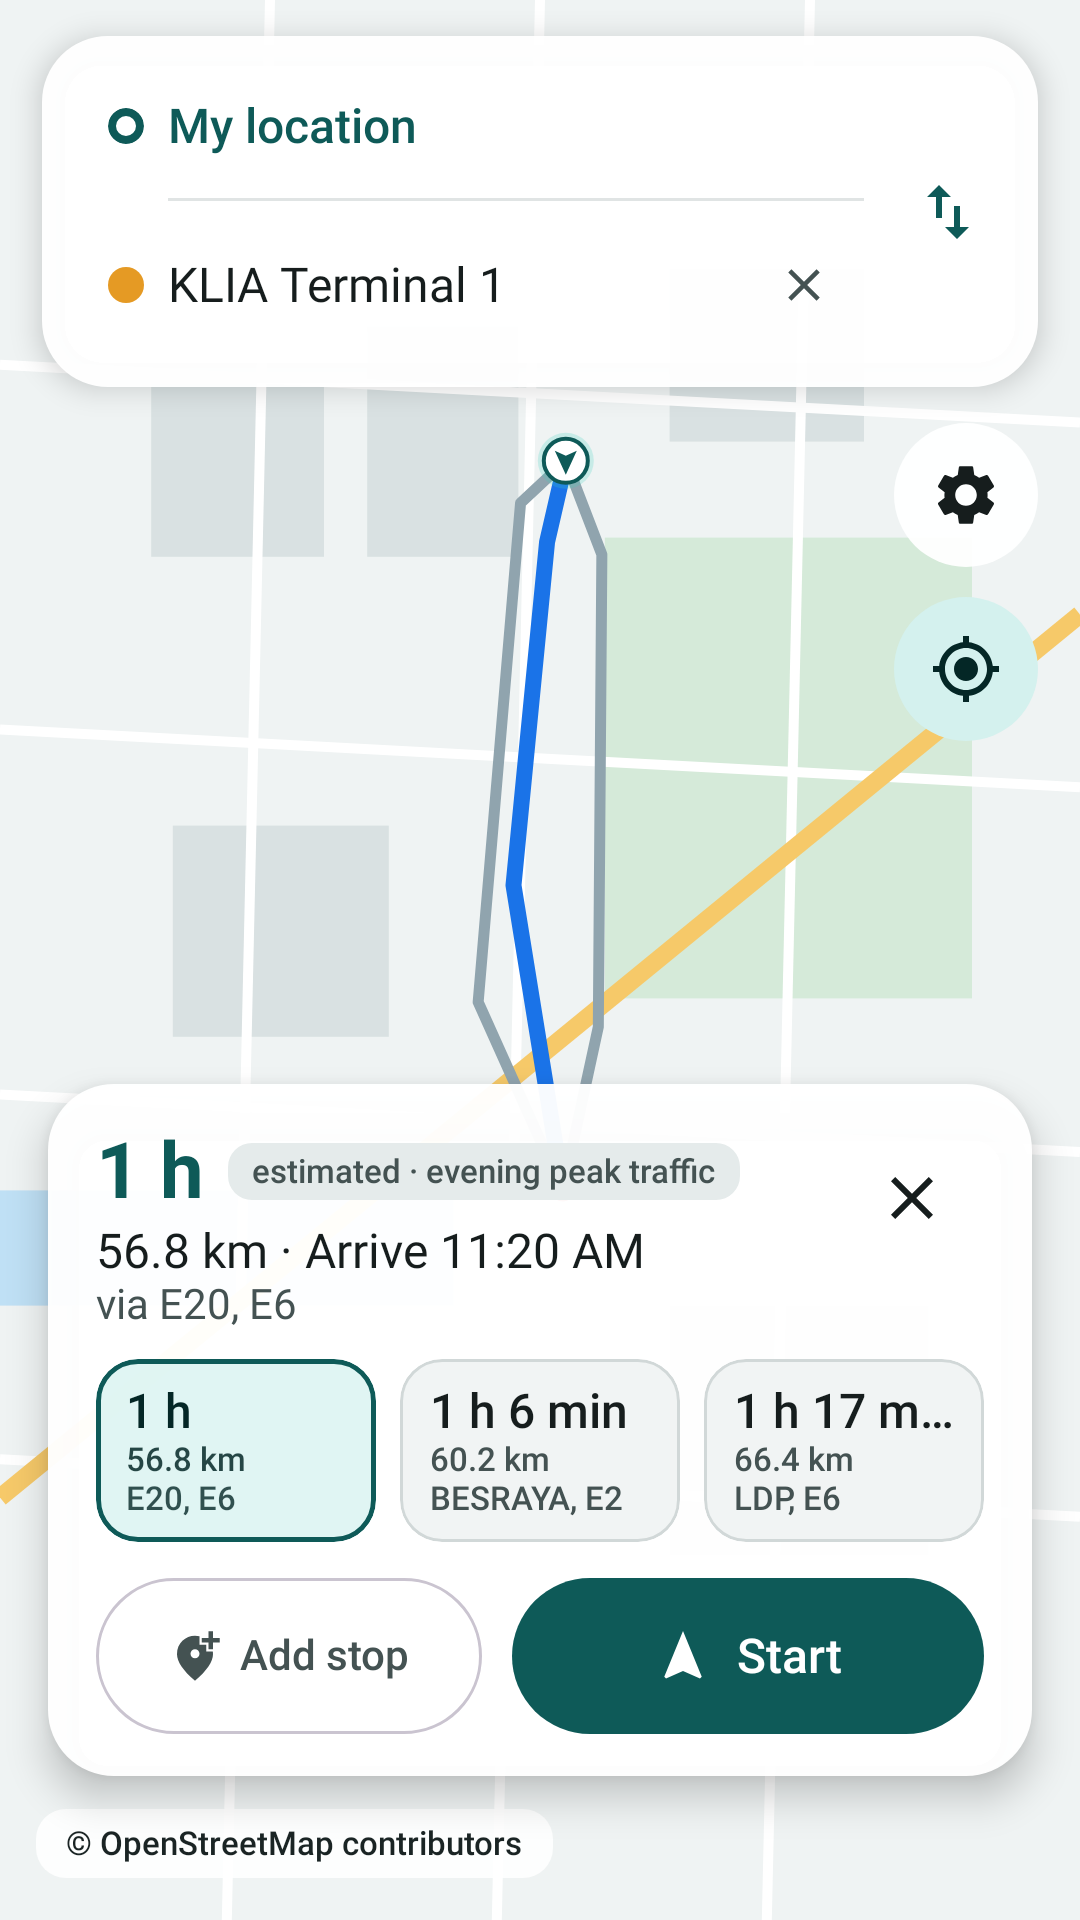 My location
KLIA Terminal 1
1 h
estimated · evening peak traffic
56.8 km · Arrive 11:20 AM
via E20, E6
1 h
56.8 km
E20, E6
1 h 6 min
60.2 km
BESRAYA, E2
1 h 17 m...
66.4 km
LDP, E6
Add stop
Start
© OpenStreetMap contributors